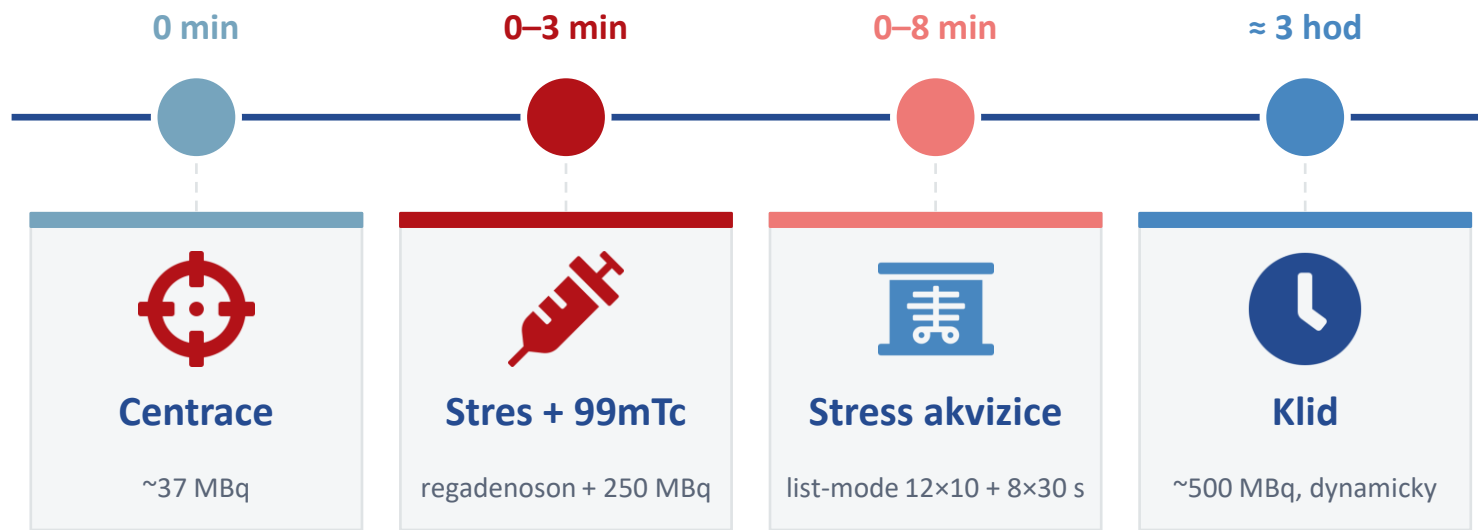 0 min
0–3 min
0–8 min
≈ 3 hod
Centrace
~37 MBq
Stres + 99mTc
regadenoson + 250 MBq
Stress akvizice
list-mode 12×10 + 8×30 s
Klid
~500 MBq, dynamicky